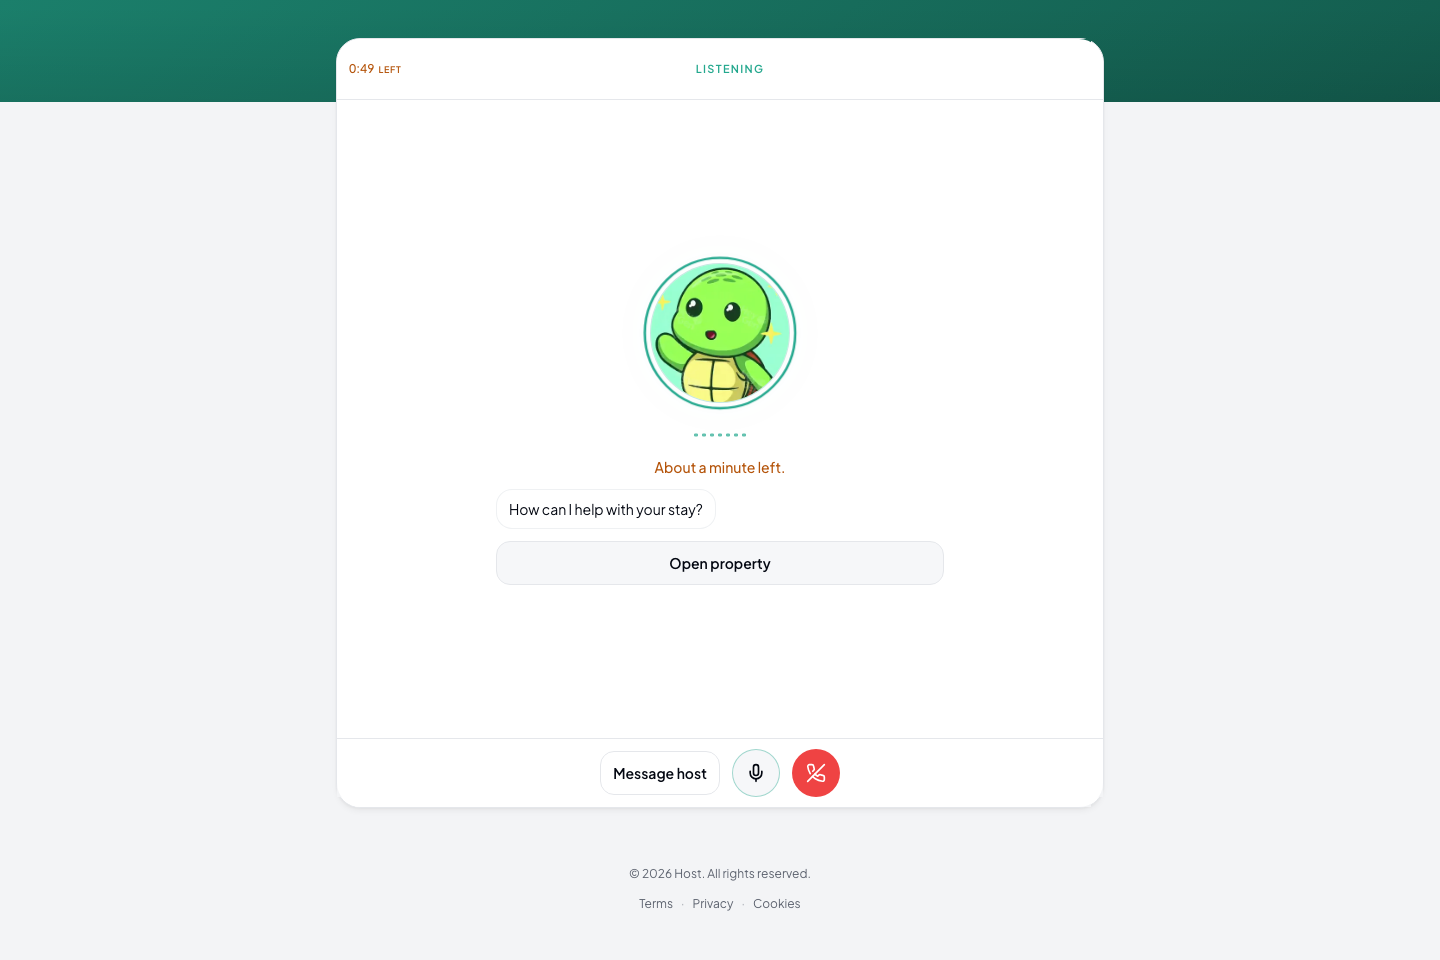 0:49 LEFT
LISTENING
About a minute left.
How can I help with your stay?
Open property
Message host
© 2026 Host. All rights reserved.
Terms · Privacy · Cookies